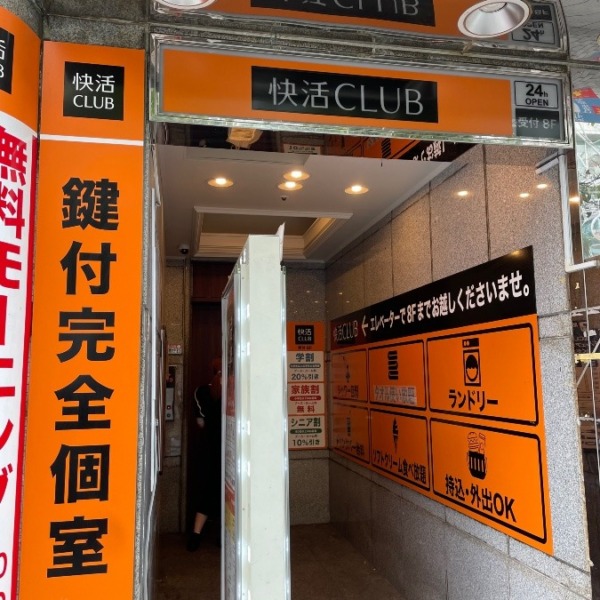 快活CLUB
24h
OPEN
受付 8F
快活
CLUB
鍵付完全個室
無料モーニング
快活CLUB ←エレベーターで8Fまでお越しくださいませ。
ランドリー
ソフトクリーム食べ放題
持込・外出OK
快活
CLUB
学割
20%引き
家族割
無料
シニア割
10%引き